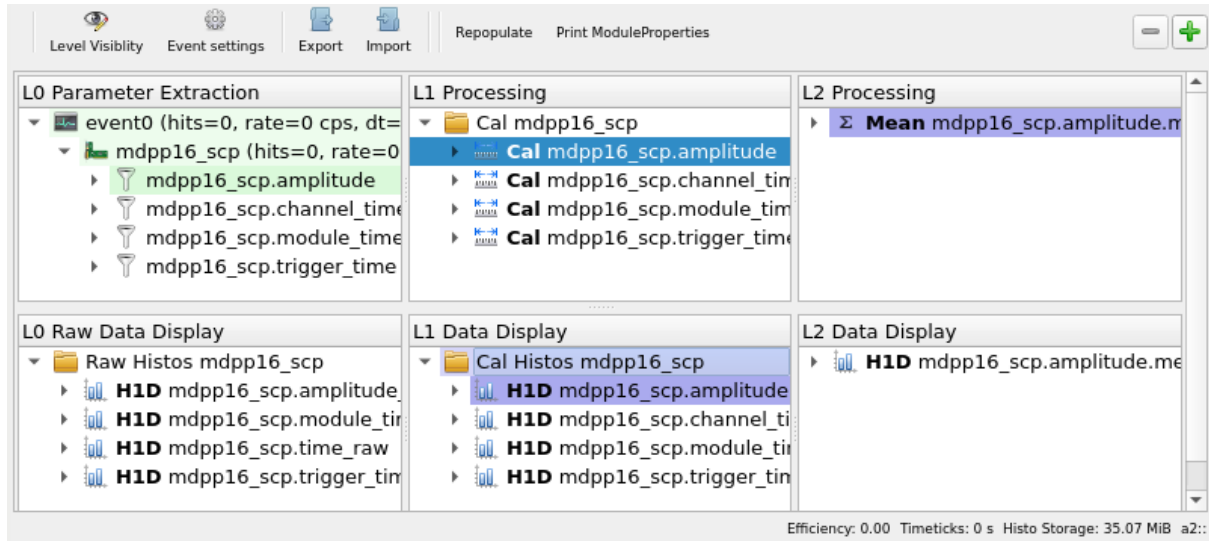 Level Visiblity Event settings Export Import Repopulate Print ModuleProperties
L0 Parameter Extraction
event0 (hits=0, rate=0 cps, dt=
mdpp16_scp (hits=0, rate=0
mdpp16_scp.amplitude
mdpp16_scp.channel_time
mdpp16_scp.module_time
mdpp16_scp.trigger_time
L1 Processing
Cal mdpp16_scp
Cal mdpp16_scp.amplitude
Cal mdpp16_scp.channel_tim
Cal mdpp16_scp.module_tim
Cal mdpp16_scp.trigger_time
L2 Processing
Σ Mean mdpp16_scp.amplitude.m
L0 Raw Data Display
Raw Histos mdpp16_scp
H1D mdpp16_scp.amplitude_
H1D mdpp16_scp.module_tim
H1D mdpp16_scp.time_raw
H1D mdpp16_scp.trigger_tim
L1 Data Display
Cal Histos mdpp16_scp
H1D mdpp16_scp.amplitude
H1D mdpp16_scp.channel_ti
H1D mdpp16_scp.module_ti
H1D mdpp16_scp.trigger_tim
L2 Data Display
H1D mdpp16_scp.amplitude.me
Efficiency: 0.00 Timeticks: 0 s Histo Storage: 35.07 MiB a2::